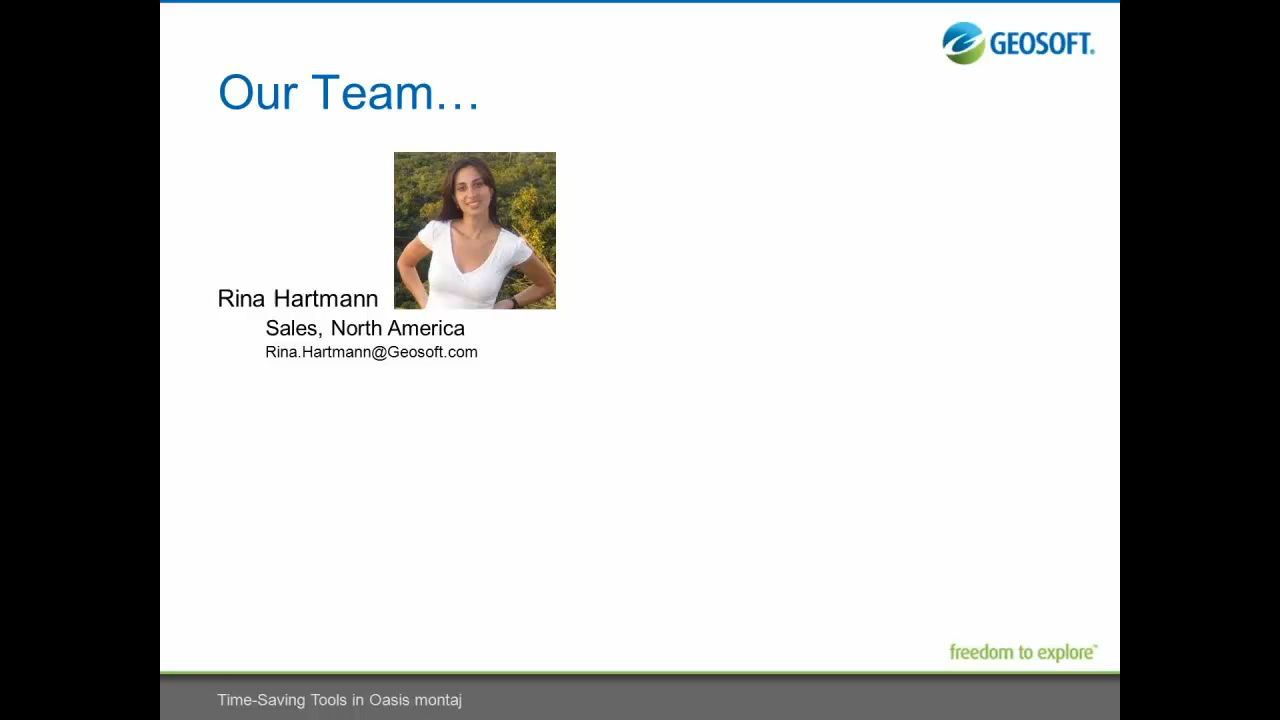 GEOSOFT®
Our Team…
Rina Hartmann
Sales, North America
Rina.Hartmann@Geosoft.com
freedom to explore™
Time-Saving Tools in Oasis montaj